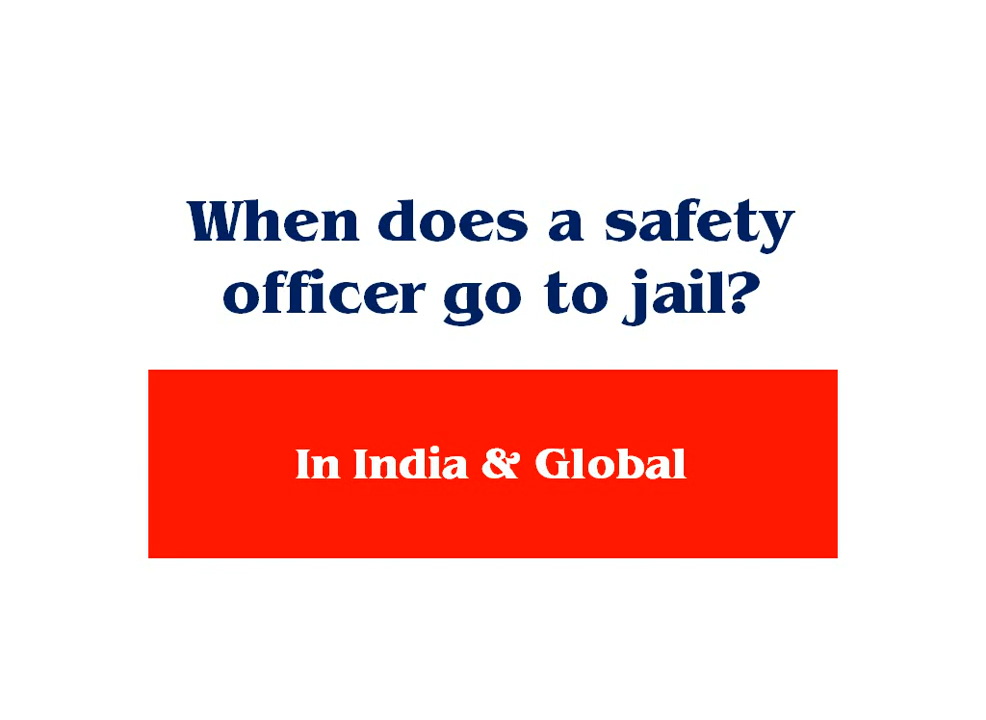 When does a safety
officer go to jail?
In India & Global